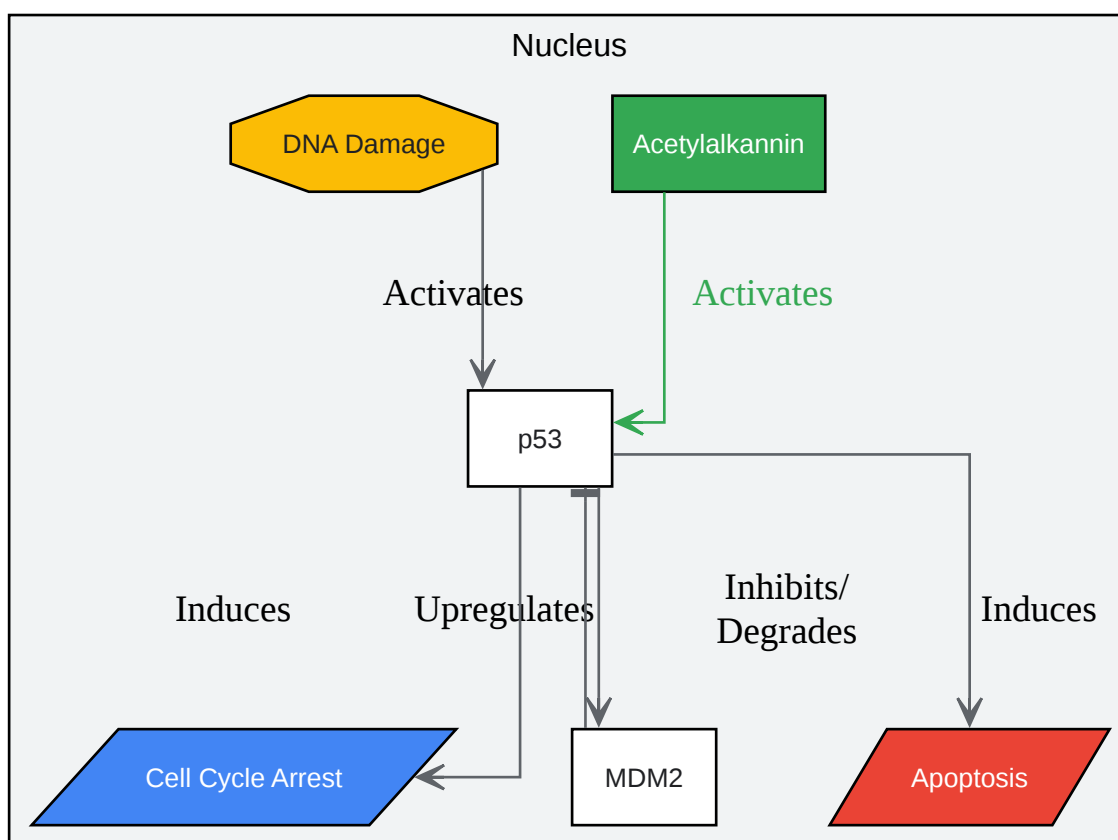 Nucleus
DNA Damage
Acetylalkannin
Activates
Activates
p53
Induces
Upregulates
Inhibits/
Degrades
Induces
Cell Cycle Arrest
MDM2
Apoptosis